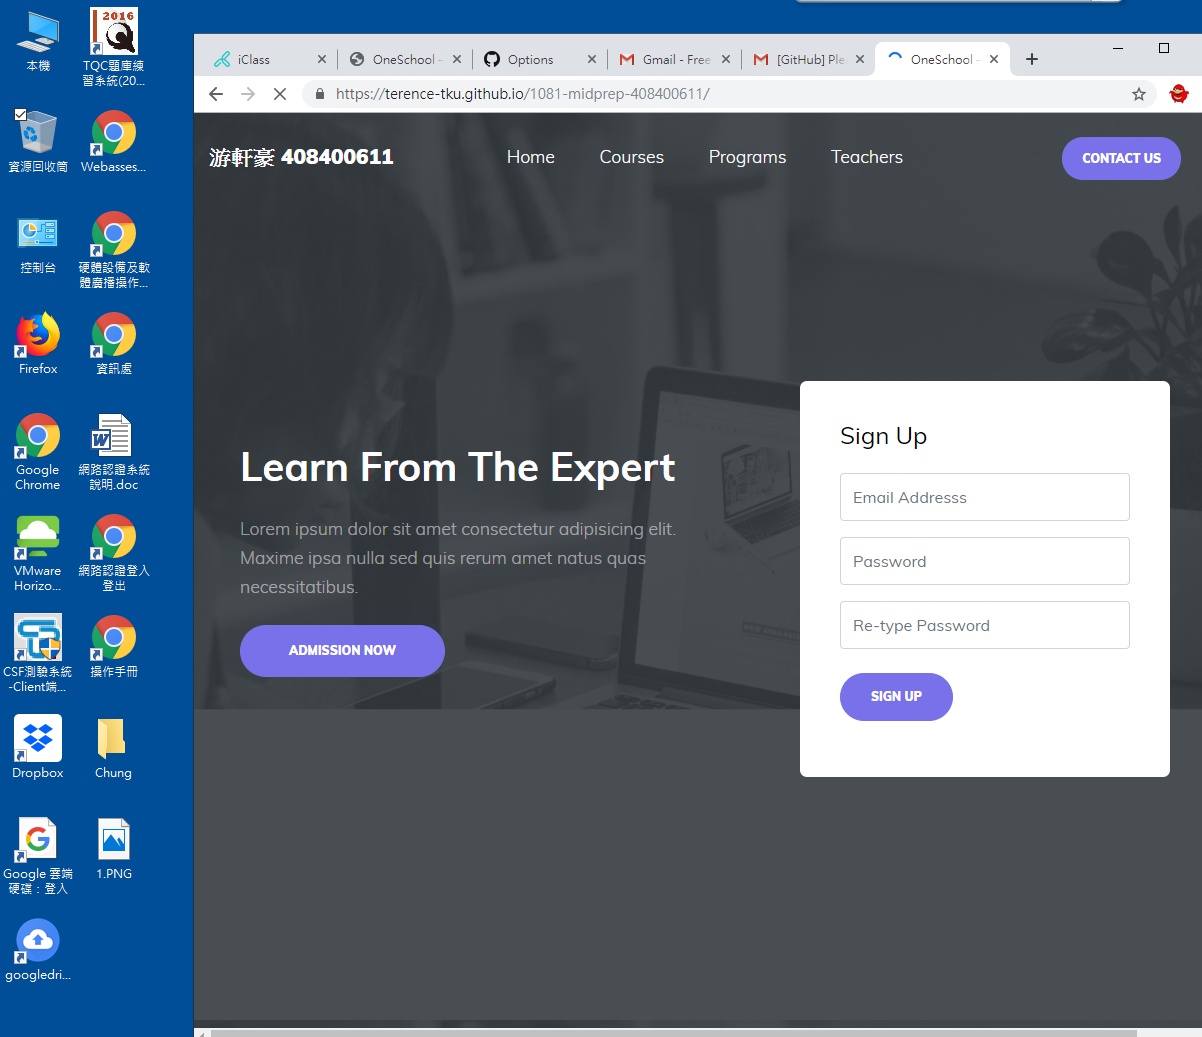 本機
2016
TQC題庫練
習系統(20...
資源回收筒
Webasses...
控制台
硬體設備及軟
體廣播操作...
Firefox
資訊處
Google
Chrome
網路認證系統
說明.doc
VMware
Horizo...
網路認證登入
登出
CSF測驗系統
-Client端...
操作手冊
Dropbox
Chung
Google 雲端
硬碟：登入
1.PNG
googledri...
iClass
OneSchool -
Options
Gmail - Free
[GitHub] Ple
OneSchool -
https://terence-tku.github.io/1081-midprep-408400611/
游軒豪 408400611
Home
Courses
Programs
Teachers
CONTACT US
Learn From The Expert
Lorem ipsum dolor sit amet consectetur adipisicing elit.
Maxime ipsa nulla sed quis rerum amet natus quas
necessitatibus.
ADMISSION NOW
Sign Up
Email Addresss
Password
Re-type Password
SIGN UP